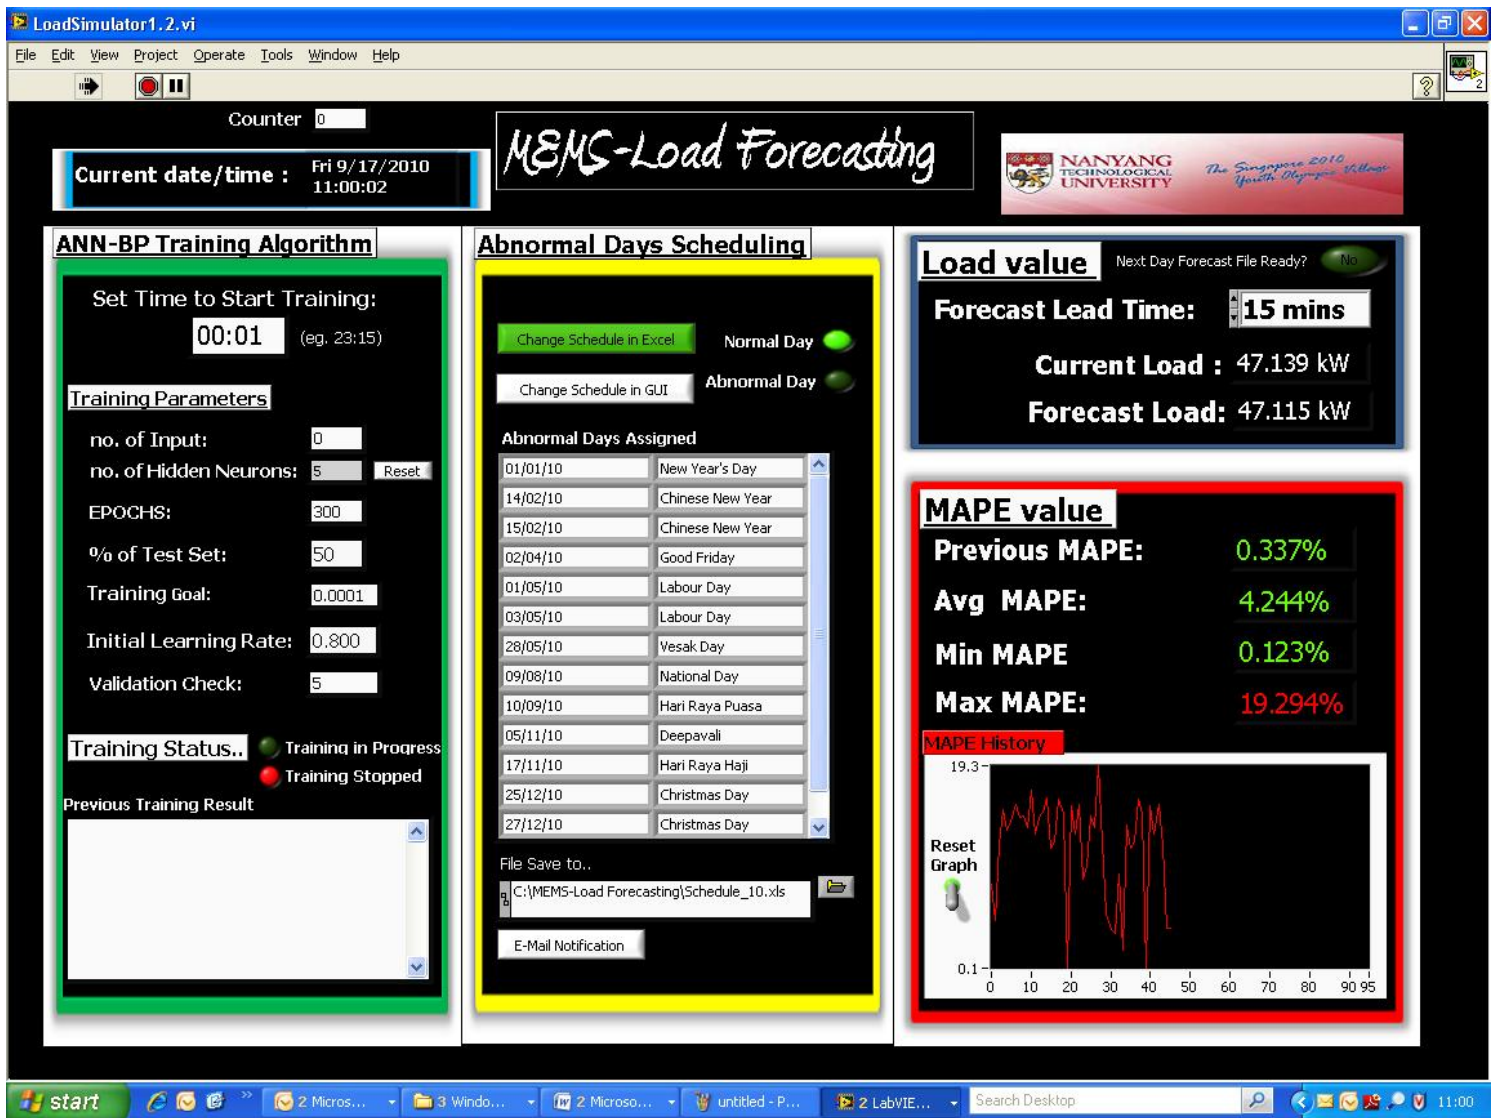 LoadSimulator1.2.vi
File Edit View Project Operate Tools Window Help
2
Counter 0
Current date/time : Fri 9/17/2010
11:00:02
MEMS-Load Forecasting
NANYANG
TECHNOLOGICAL
UNIVERSITY
The Singapore 2010
Youth Olympic Village
ANN-BP Training Algorithm
Set Time to Start Training:
00:01 (eg. 23:15)
Training Parameters
no. of Input: 0
no. of Hidden Neurons: 5 Reset
EPOCHS: 300
% of Test Set: 50
Training Goal: 0.0001
Initial Learning Rate: 0.800
Validation Check: 5
Training Status.. Training in Progress
Training Stopped
Previous Training Result
Abnormal Days Scheduling
Change Schedule in Excel Normal Day
Change Schedule in GUI Abnormal Day
Abnormal Days Assigned
01/01/10 New Year's Day
14/02/10 Chinese New Year
15/02/10 Chinese New Year
02/04/10 Good Friday
01/05/10 Labour Day
03/05/10 Labour Day
28/05/10 Vesak Day
09/08/10 National Day
10/09/10 Hari Raya Puasa
05/11/10 Deepavali
17/11/10 Hari Raya Haji
25/12/10 Christmas Day
27/12/10 Christmas Day
File Save to..
C:\MEMS-Load Forecasting\Schedule_10.xls
E-Mail Notification
Load value Next Day Forecast File Ready? No
Forecast Lead Time: 15 mins
Current Load : 47.139 kW
Forecast Load: 47.115 kW
MAPE value
Previous MAPE: 0.337%
Avg MAPE: 4.244%
Min MAPE 0.123%
Max MAPE: 19.294%
MAPE History
19.3
Reset
Graph
0.1
0 10 20 30 40 50 60 70 80 90 95
start 2 Micros... 3 Windo... 2 Microso... untitled - P... 2 LabVIE... Search Desktop 11:00